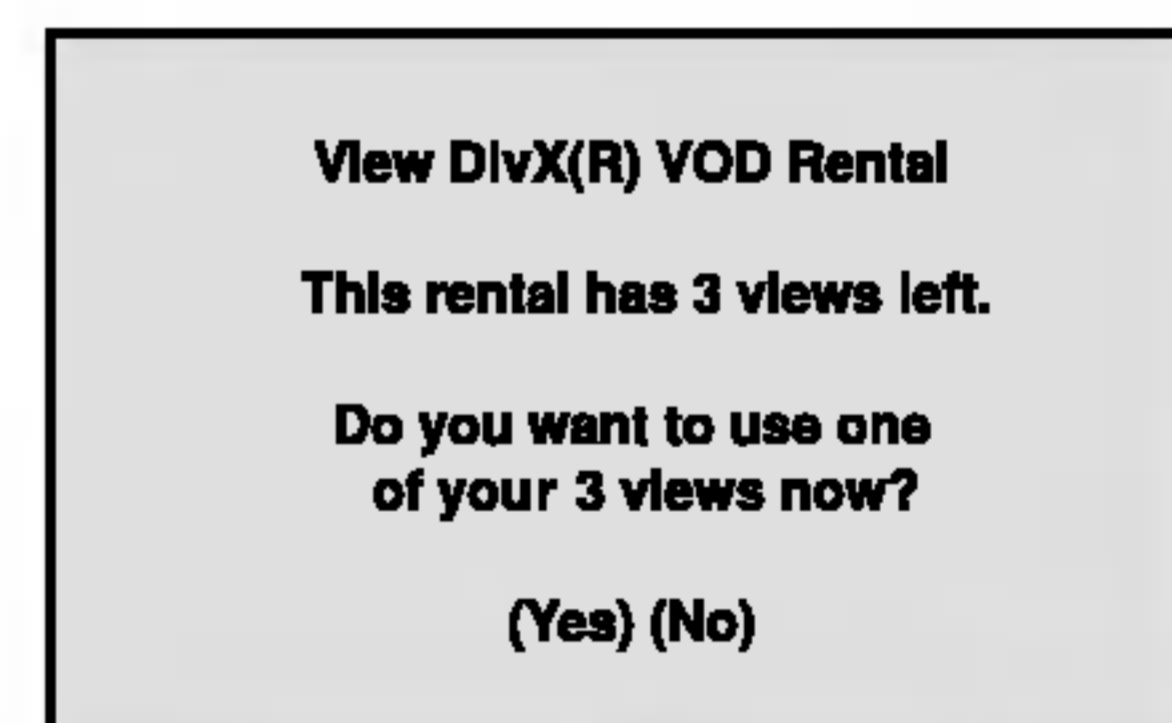 View DivX(R) VOD Rental
This rental has 3 views left.
Do you want to use one
of your 3 views now?
(Yes) (No)